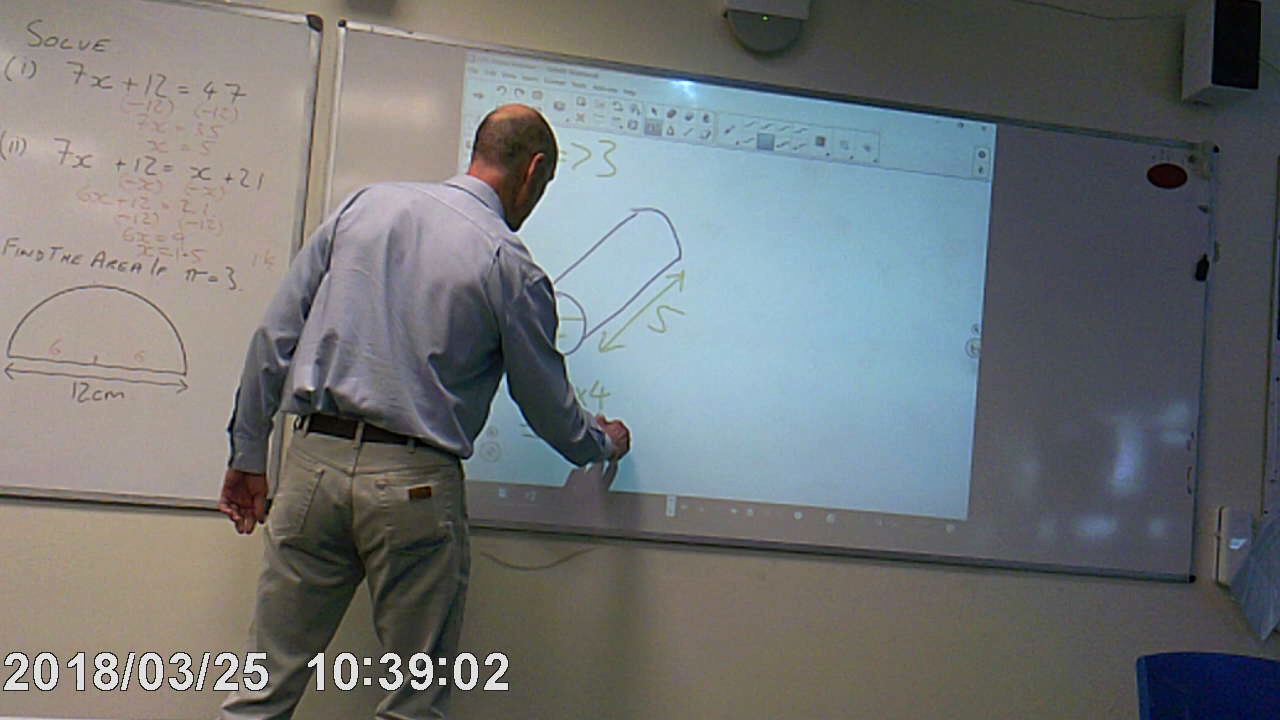 SOLVE
(I) 7x + 12 = 47
(-12) (-12)
7x = 35
x = 5
(II) 7x + 12 = x + 21
(-x) (-x)
6x + 12 = 21
(-12) (-12)
6x = 9
x = 1.5
FIND THE AREA IF π = 3.
6 6
12cm
=> 3
5
x4
=
2018/03/25 10:39:02